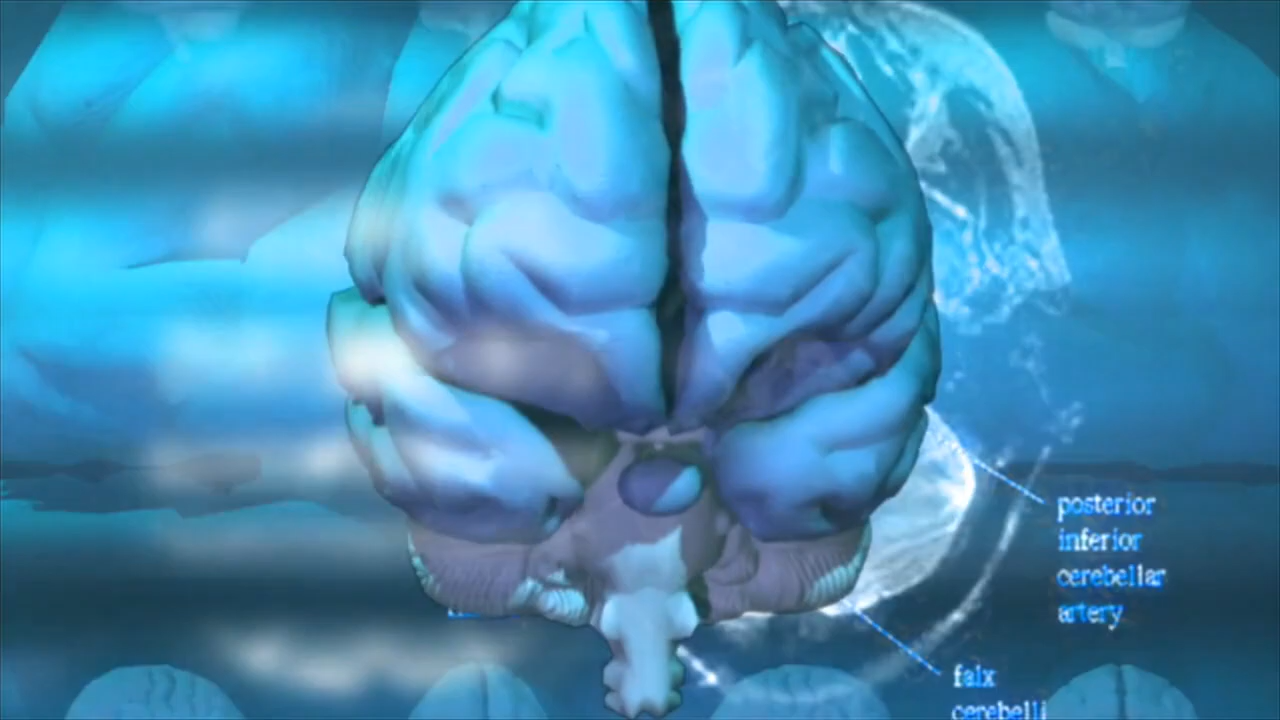 posterior
inferior
cerebellar
artery
falx
cerebelli